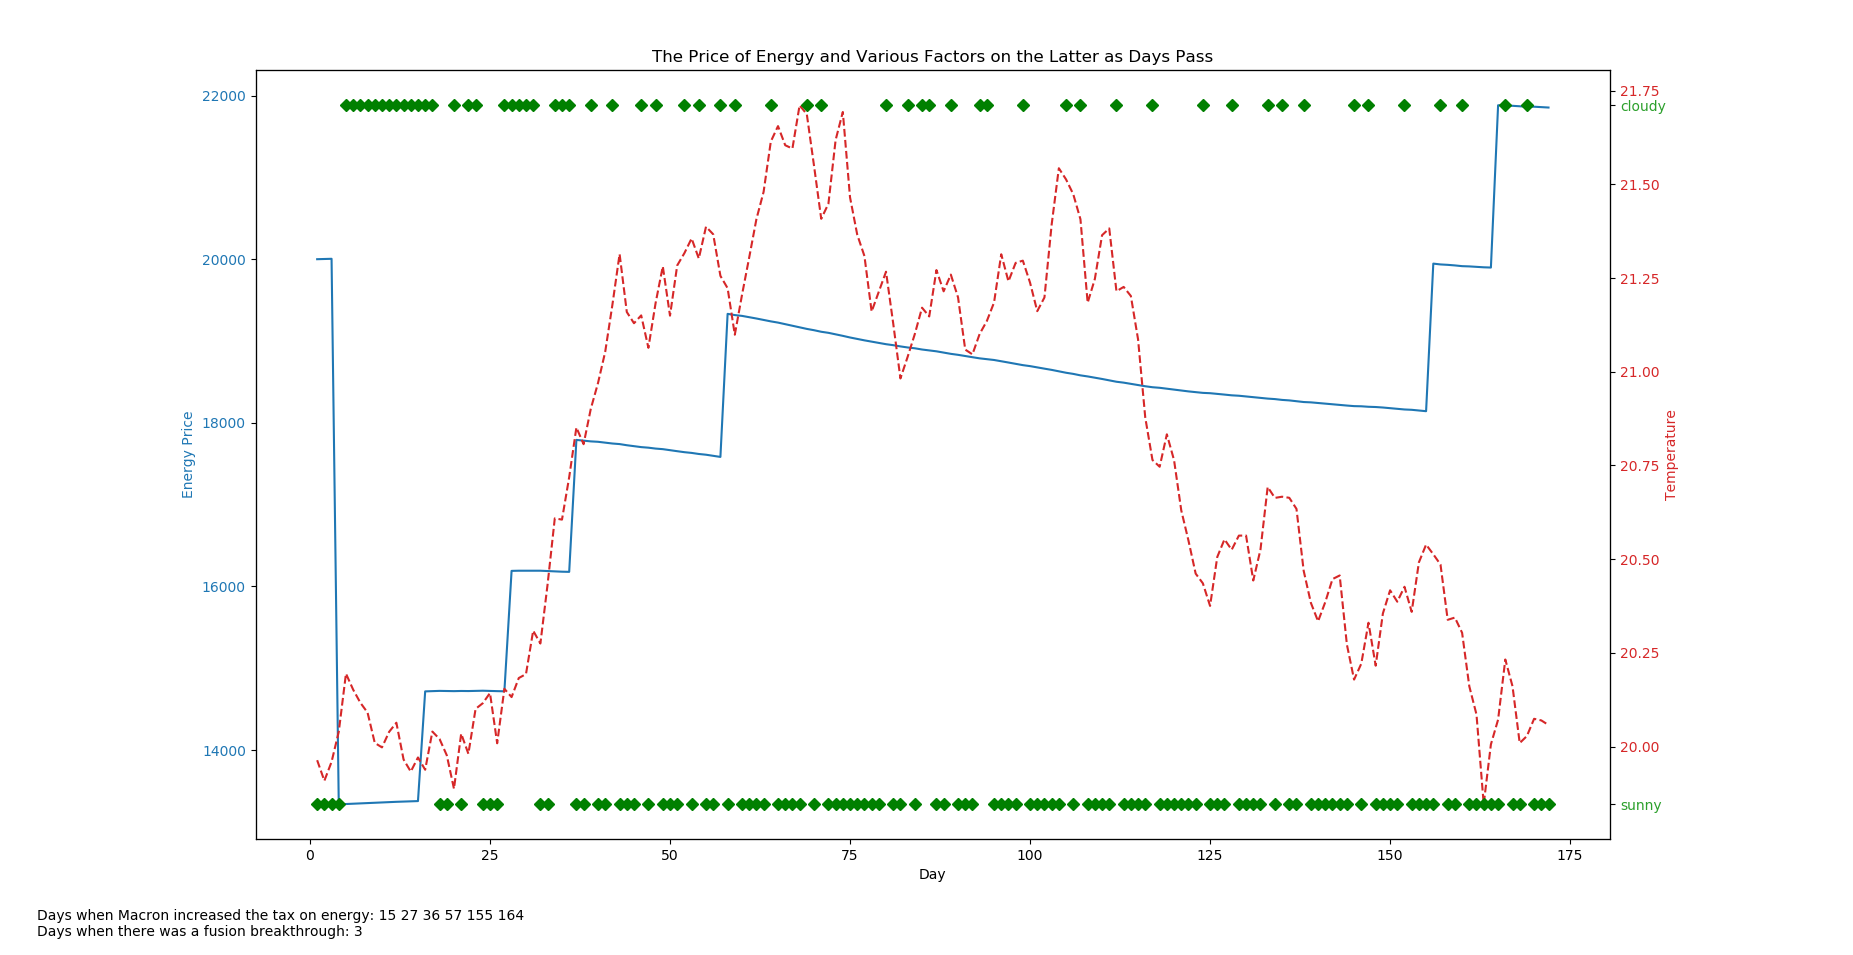 The Price of Energy and Various Factors on the Latter as Days Pass
22000
20000
18000
16000
14000
Energy Price
21.75
cloudy
21.50
21.25
21.00
20.75
20.50
20.25
20.00
sunny
Temperature
0 25 50 75 100 125 150 175
Day
Days when Macron increased the tax on energy: 15 27 36 57 155 164
Days when there was a fusion breakthrough: 3